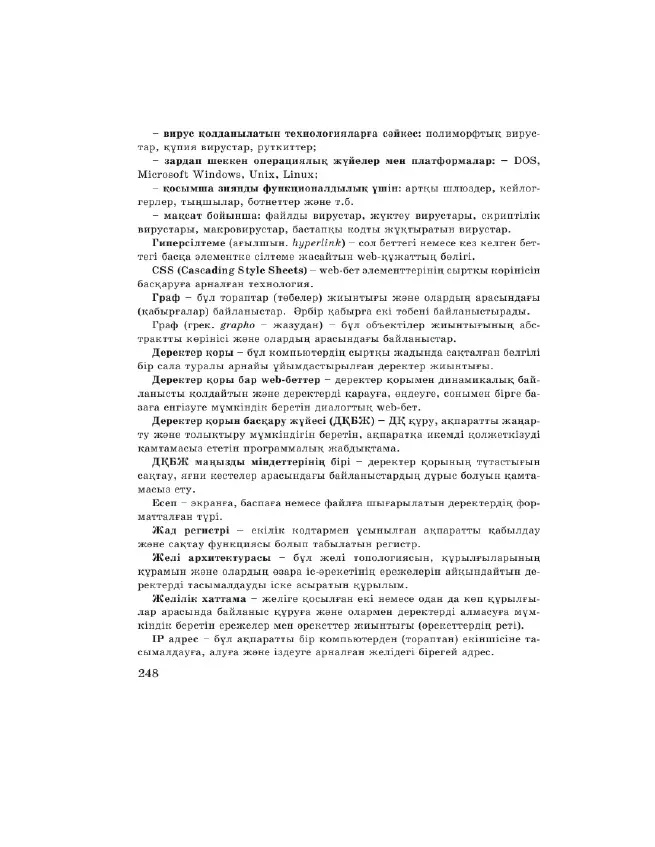 – вирус қолданылатын технологияларға сәйкес: полиморфтық вирус-
тар, құпия вирустар, руткиттер;
– зардап шеккен операциялық жүйелер мен платформалар: – DOS,
Microsoft Windows, Unix, Linux;
– қосымша зиянды функционалдылық үшін: артқы шлюздер, кейлог-
герлер, тыңшылар, ботнеттер және т.б.
– мақсат бойынша: файлды вирустар, жүктеу вирустары, скриптілік
вирустары, макровирустар, бастапқы кодты жұқтыратын вирустар.
Гиперсілтеме (ағылшын. hyperlink) – сол беттегі немесе кез келген бет-
тегі басқа элементке сілтеме жасайтын web-құжаттың бөлігі.
CSS (Cascading Style Sheets) – web-бет элементтерінің сыртқы көрінісін
басқаруға арналған технология.
Граф – бұл тораптар (төбелер) жиынтығы және олардың арасындағы
(қабырғалар) байланыстар. Әрбір қабырға екі төбені байланыстырады.
Граф (грек. grapho – жазудан) – бұл объектілер жиынтығының абс-
трактты көрінісі және олардың арасындағы байланыстар.
Деректер қоры – бұл компьютердің сыртқы жадында сақталған белгілі
бір сала туралы арнайы ұйымдастырылған деректер жиынтығы.
Деректер қоры бар web-беттер – деректер қорымен динамикалық бай-
ланысты қолдайтын және деректерді қарауға, өңдеуге, сонымен бірге ба-
заға енгізуге мүмкіндік беретін диалогтық web-бет.
Деректер қорын басқару жүйесі (ДҚБЖ) – ДҚ құру, ақпаратты жаңар-
ту және толықтыру мүмкіндігін беретін, ақпаратқа икемді қолжеткізуді
қамтамасыз ететін программалық жабдықтама.
ДҚБЖ маңызды міндеттерінің бірі – деректер қорының тұтастығын
сақтау, яғни кестелер арасындағы байланыстардың дұрыс болуын қамта-
масыз ету.
Есеп – экранға, баспаға немесе файлға шығарылатын деректердің фор-
матталған түрі.
Жад регистрі – екілік кодтармен ұсынылған ақпаратты қабылдау
және сақтау функциясы болып табылатын регистр.
Желі архитектурасы – бұл желі топологиясын, құрылғыларының
құрамын және олардың өзара іс-әрекетінің ережелерін айқындайтын де-
ректерді тасымалдауды іске асыратын құрылым.
Желілік хаттама – желіге қосылған екі немесе одан да көп құрылғы-
лар арасында байланыс құруға және олармен деректерді алмасуға мүм-
кіндік беретін ережелер мен әрекеттер жиынтығы (әрекеттердің реті).
IP адрес – бұл ақпаратты бір компьютерден (тораптан) екіншісіне та-
сымалдауға, алуға және іздеуге арналған желідегі бірегей адрес.
248